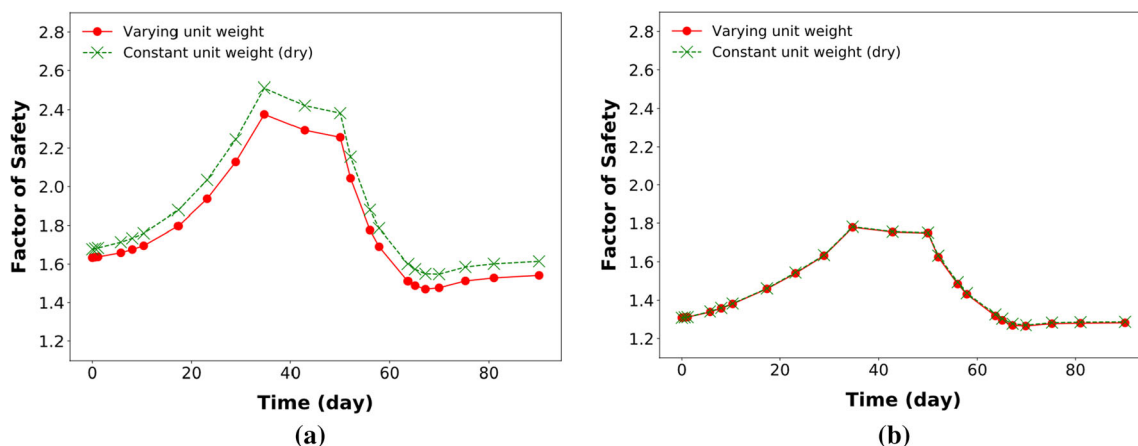 Varying unit weight
Constant unit weight (dry)
2.8
2.6
2.4
2.2
2.0
1.8
1.6
1.4
1.2
Factor of Safety
0
20
40
60
80
Time (day)
(a)
Varying unit weight
Constant unit weight (dry)
2.8
2.6
2.4
2.2
2.0
1.8
1.6
1.4
1.2
Factor of Safety
0
20
40
60
80
Time (day)
(b)